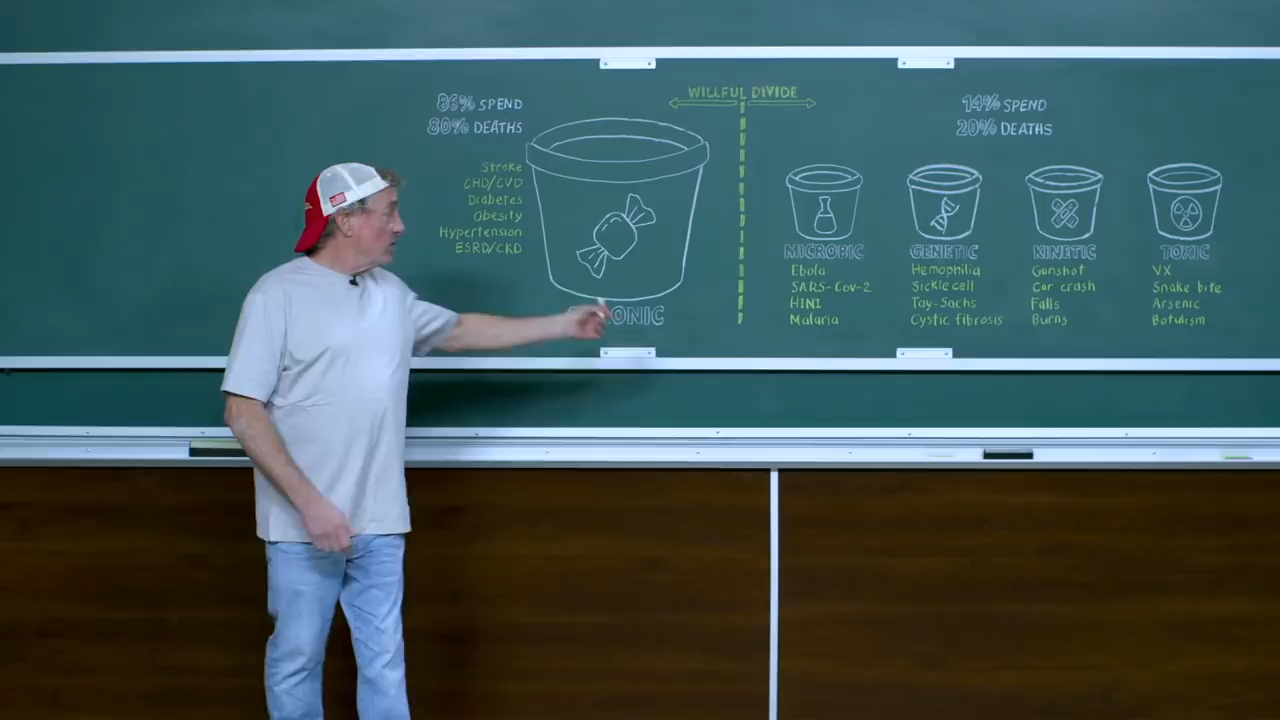 86% SPEND
80% DEATHS
Stroke
CHD/CVD
Diabetes
Obesity
Hypertension
ESRD/CKD
WILLFUL DIVIDE
14% SPEND
20% DEATHS
MICROBIC
Ebola
SARS-Cov-2
H1N1
Malaria
GENETIC
Hemophilia
Sickle cell
Tay-Sachs
Cystic fibrosis
KINETIC
Gunshot
Car crash
Falls
Burns
TOXIC
VX
Snake bite
Arsenic
Botulism